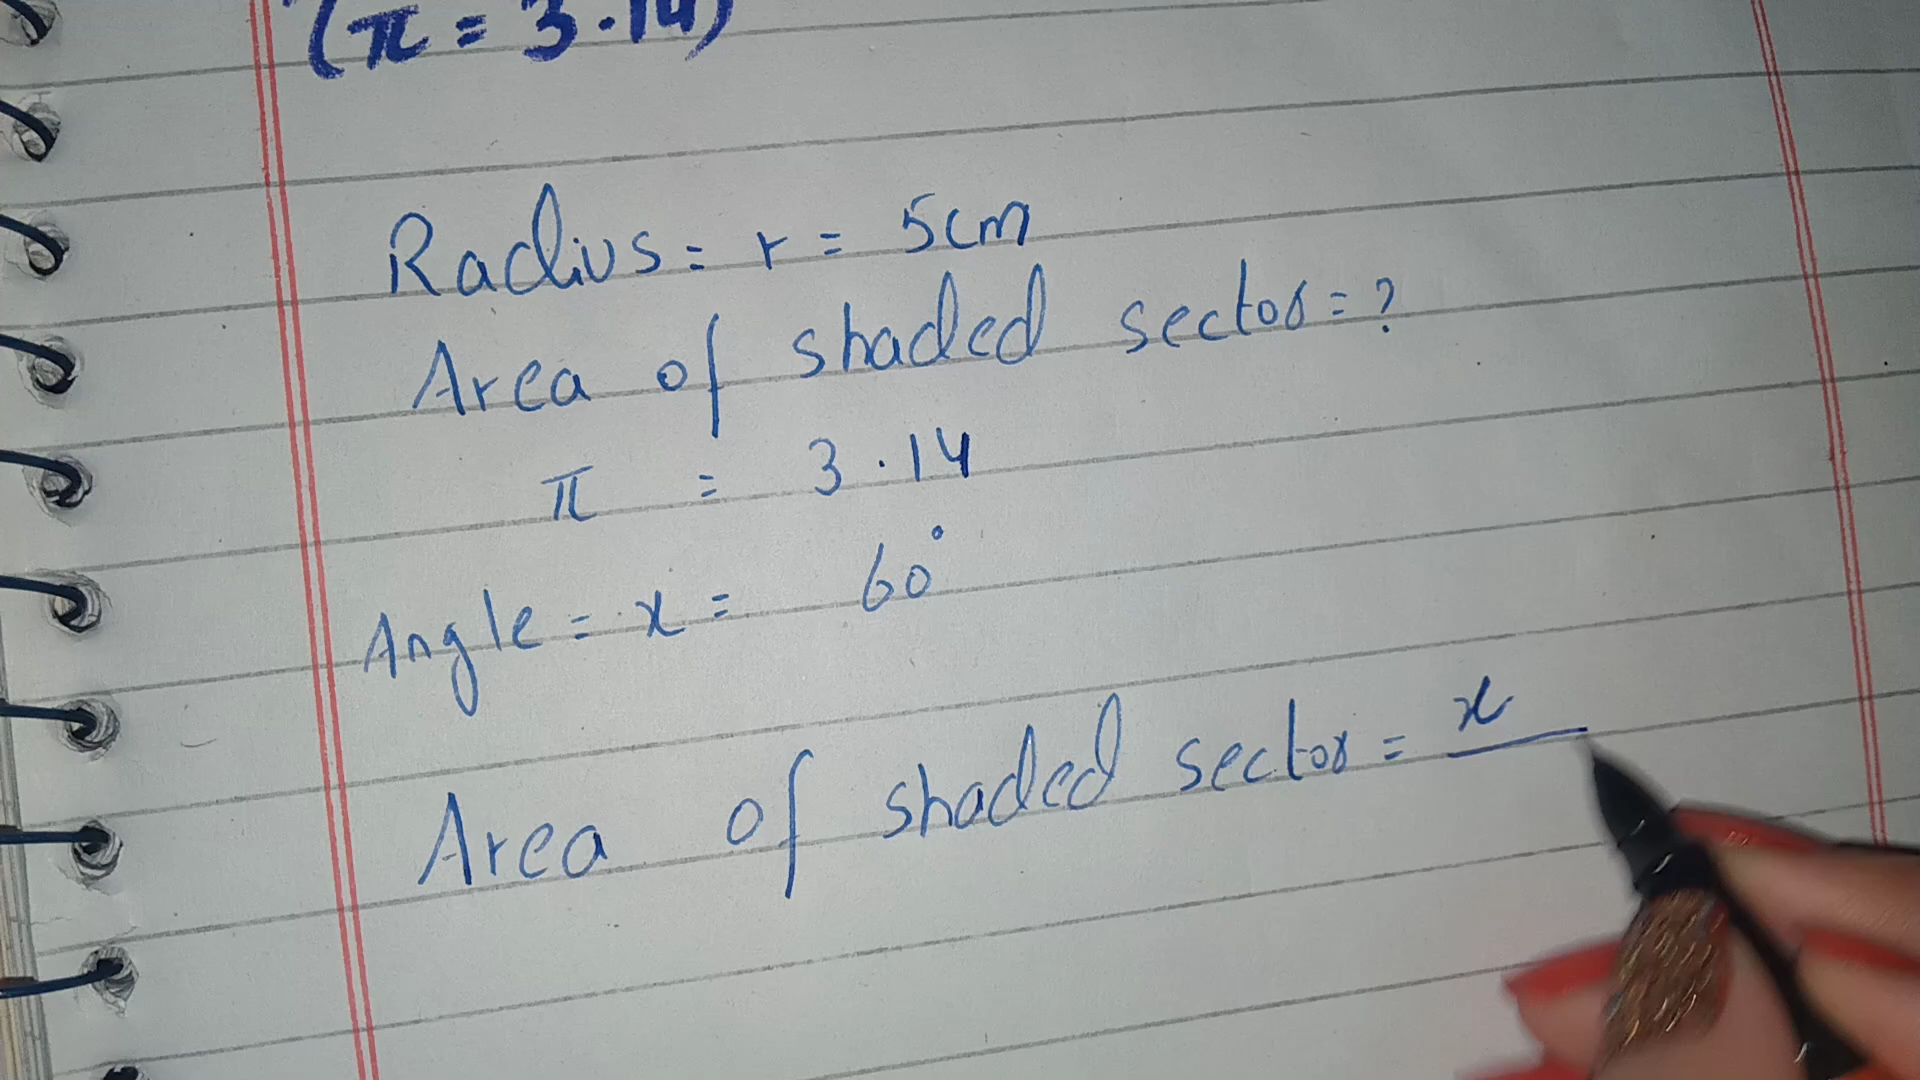 (π = 3.14)
Radius = r = 5cm
Area of shaded sector = ?
π = 3.14
Angle = x = 60°
Area of shaded sector = x